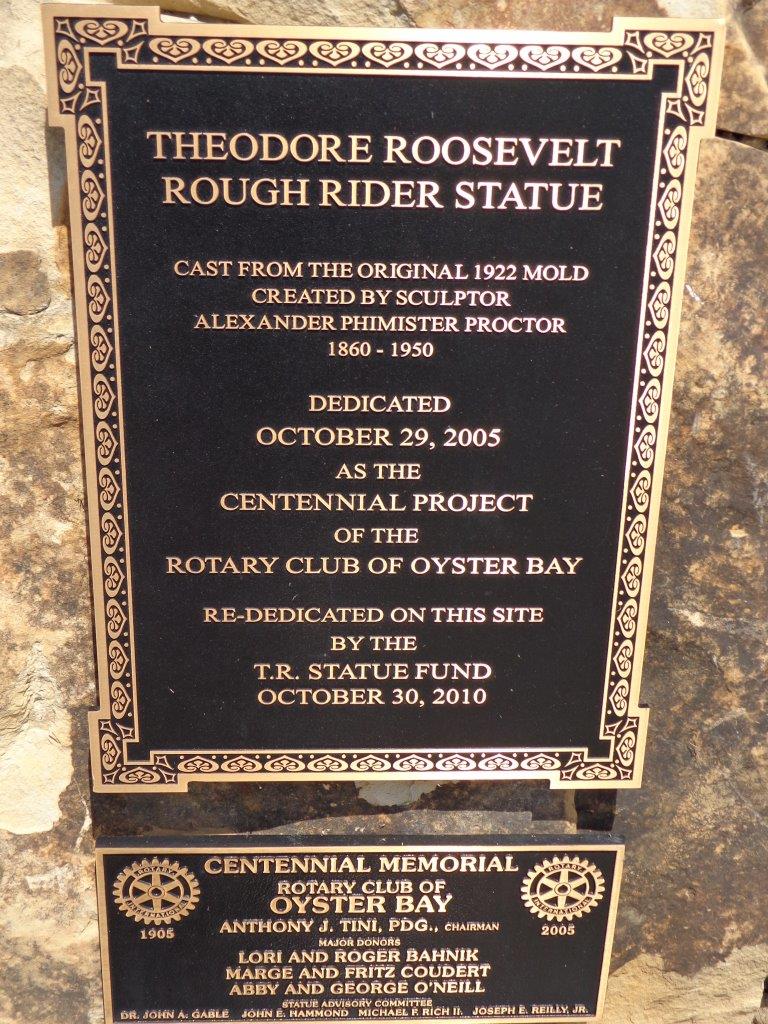 THEODORE ROOSEVELT
ROUGH RIDER STATUE
CAST FROM THE ORIGINAL 1922 MOLD
CREATED BY SCULPTOR
ALEXANDER PHIMISTER PROCTOR
1860 - 1950
DEDICATED
OCTOBER 29, 2005
AS THE
CENTENNIAL PROJECT
OF THE
ROTARY CLUB OF OYSTER BAY
RE-DEDICATED ON THIS SITE
BY THE
T.R. STATUE FUND
OCTOBER 30, 2010
CENTENNIAL MEMORIAL
ROTARY CLUB OF
OYSTER BAY
ANTHONY J. TINI, PDG., CHAIRMAN
MAJOR DONORS
LORI AND ROGER BAHNIK
MARGE AND FRITZ COUDERT
ABBY AND GEORGE O'NEILL
STATUE ADVISORY COMMITTEE
DR. JOHN A. GABLE JOHN E. HAMMOND MICHAEL F. RICH II. JOSEPH E. REILLY, JR.
ROTARY
INTERNATIONAL
1905
ROTARY
INTERNATIONAL
2005